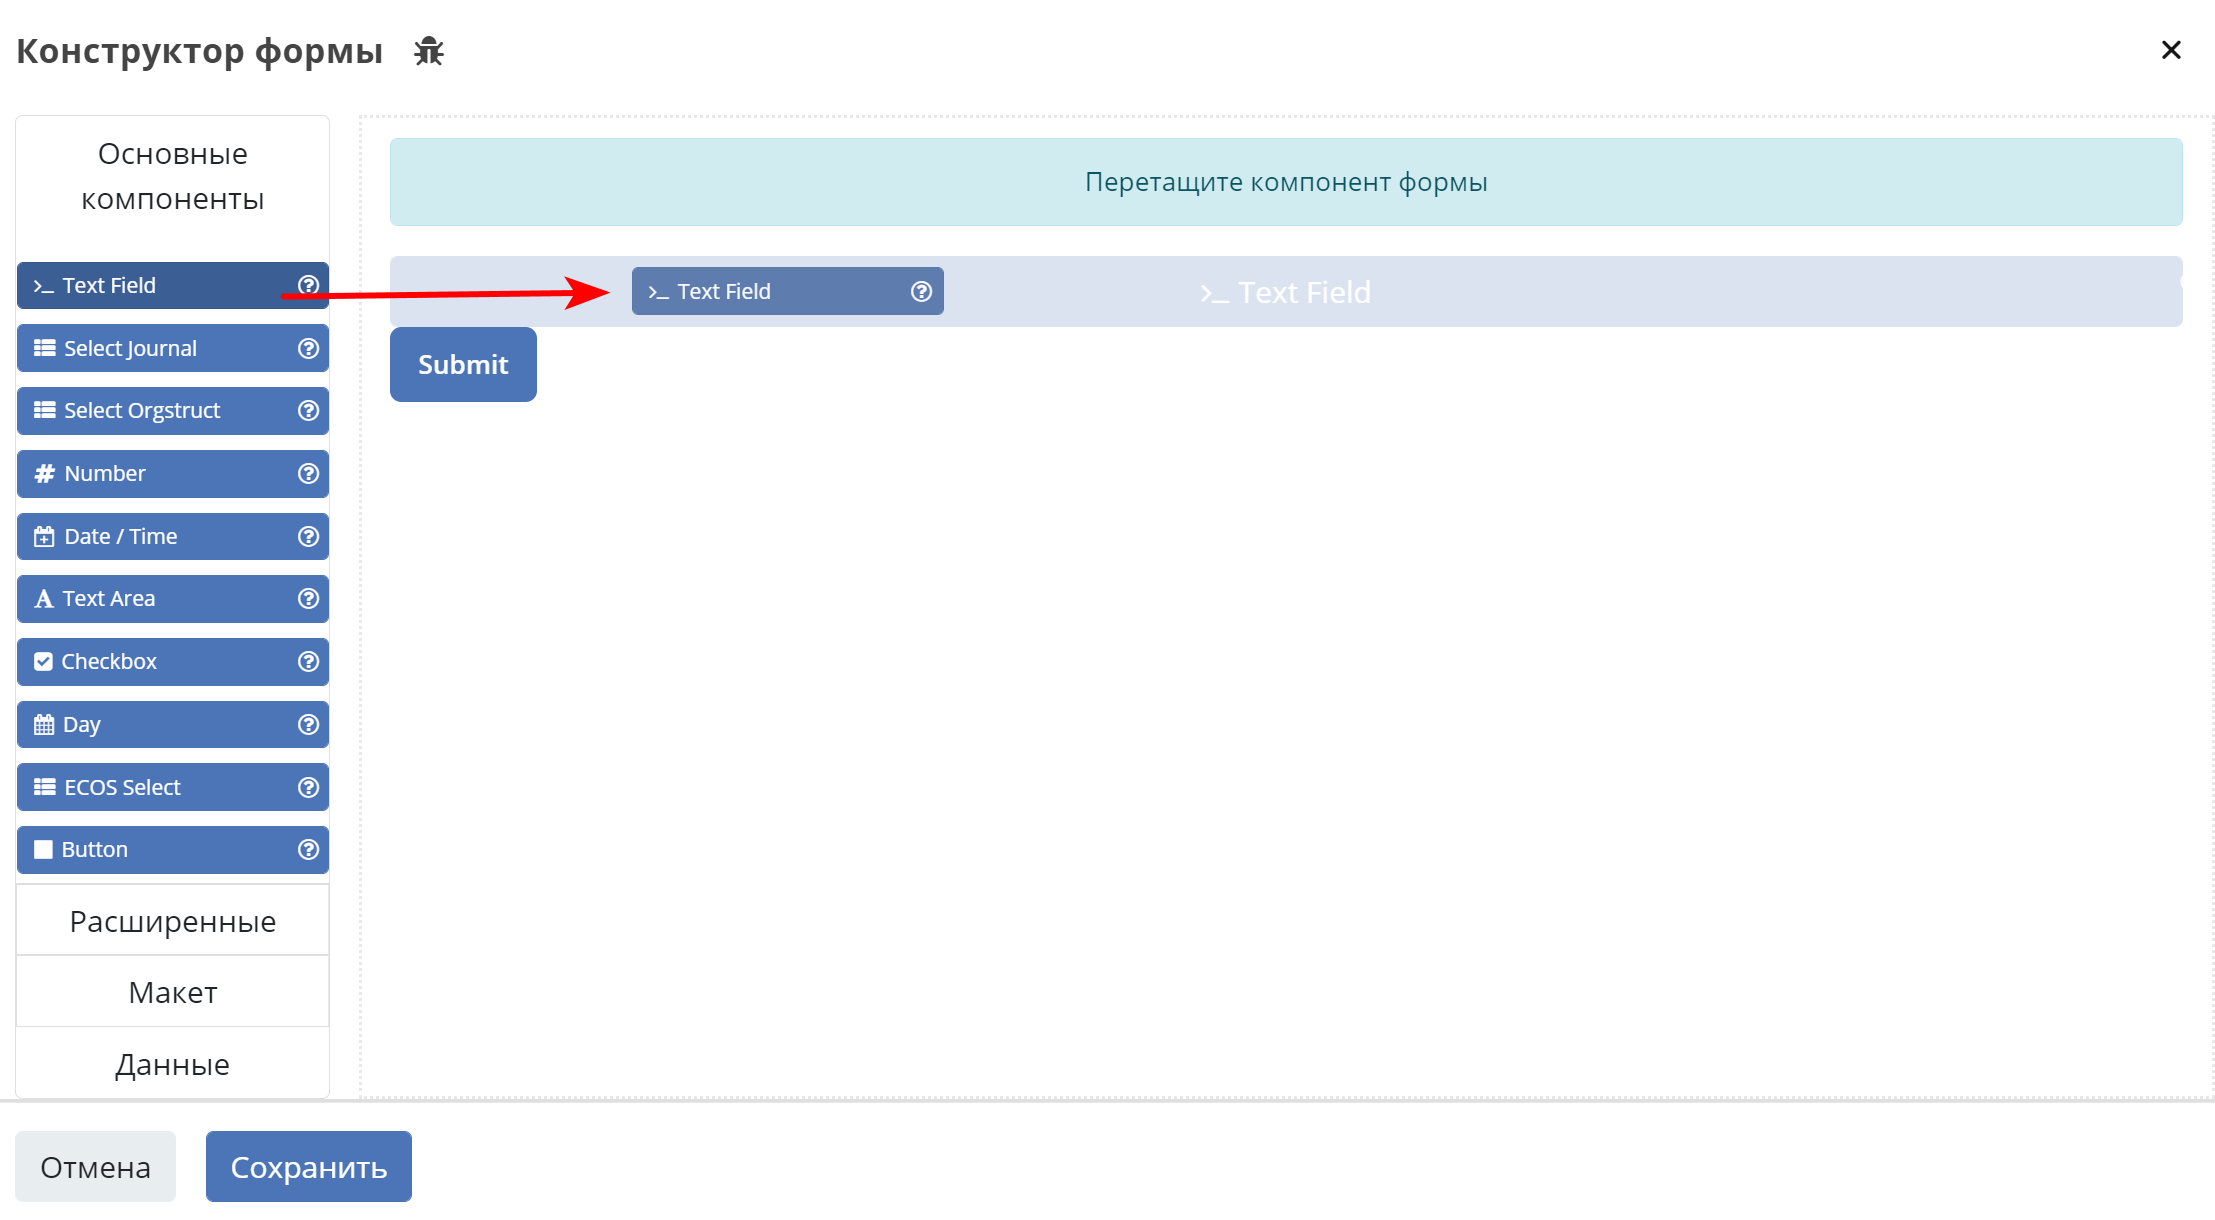 Конструктор формы
Основные
компоненты
Text Field
Select Journal
Select Orgstruct
Number
Date / Time
Text Area
Checkbox
Day
ECOS Select
Button
Расширенные
Макет
Данные
Перетащите компонент формы
Text Field
Text Field
Submit
Отмена
Сохранить